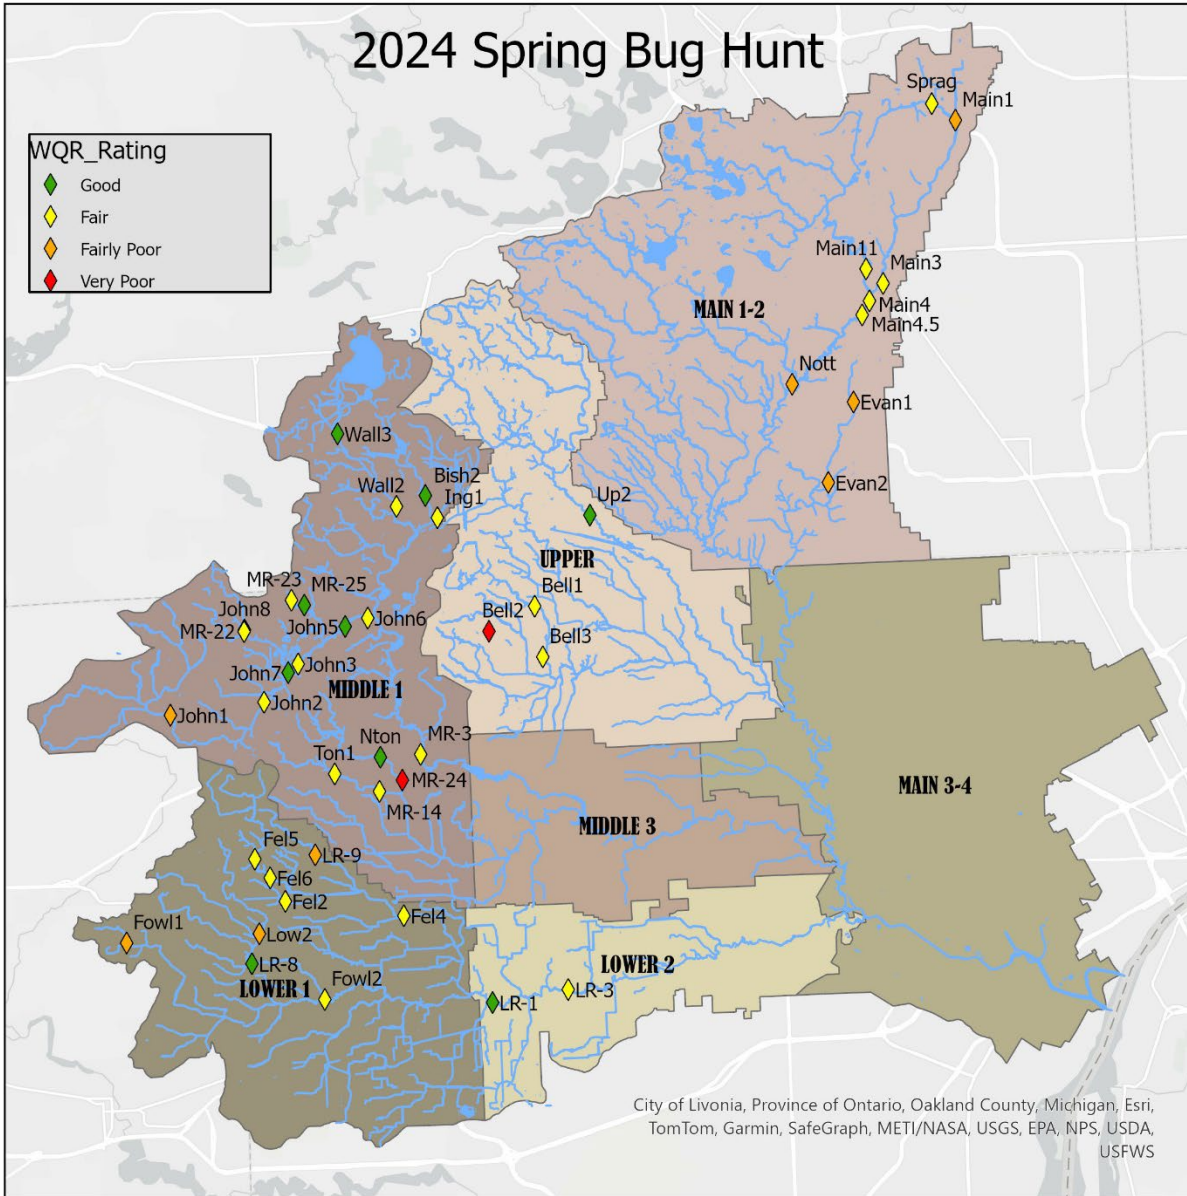 2024 Spring Bug Hunt
WQR_Rating
Good
Fair
Fairly Poor
Very Poor
Sprag
Main1
Main11
Main3
Main4
Main4.5
MAIN 1-2
Nott
Evan1
Evan2
Wall3
Bish2
Wall2
Ing1
Up2
UPPER
Bell1
Bell2
Bell3
MR-23
MR-25
John8
MR-22
John5
John6
John3
John7
MIDDLE 1
John2
John1
Nton
MR-3
Ton1
MR-24
MR-14
MAIN 3-4
MIDDLE 3
Fel5
LR-9
Fel6
Fel2
Fel4
Fowl1
Low2
LR-8
LOWER 1
Fowl2
LOWER 2
LR-1
LR-3
City of Livonia, Province of Ontario, Oakland County, Michigan, Esri,
TomTom, Garmin, SafeGraph, METI/NASA, USGS, EPA, NPS, USDA,
USFWS